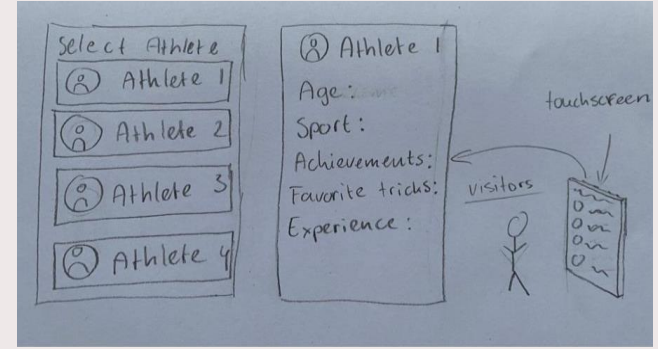 Select Athlete
Athlete 1
Athlete 2
Athlete 3
Athlete 4
Athlete 1
Age:
Sport:
Achievements:
Favorite tricks:
Experience:
visitors
touchscreen